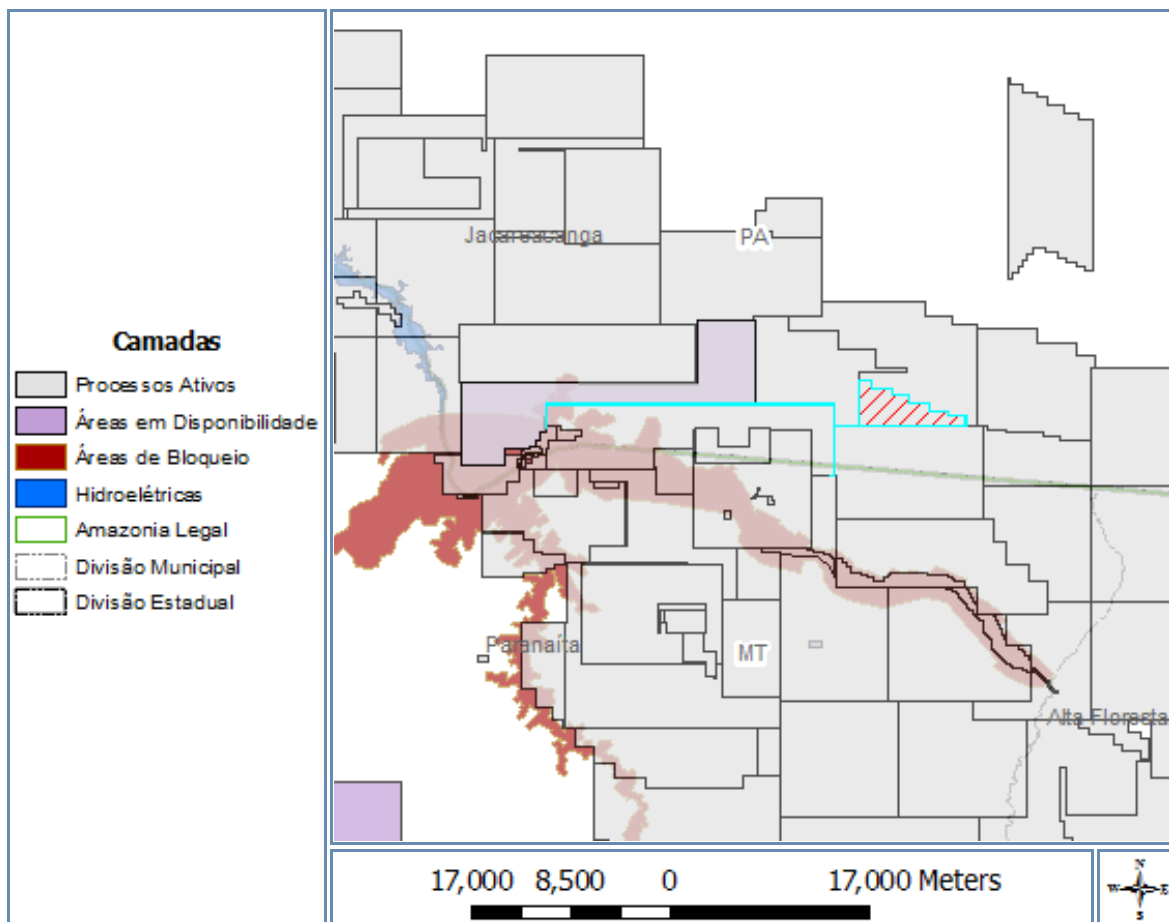 Camadas
Processos Ativos
Áreas em Disponibilidade
Áreas de Bloqueio
Hidroelétricas
Amazonia Legal
Divisão Municipal
Divisão Estadual
Jacareacanga
PA
Paranaíta
MT
Alta Floresta
17,000 8,500 0 17,000 Meters
N
W E
S